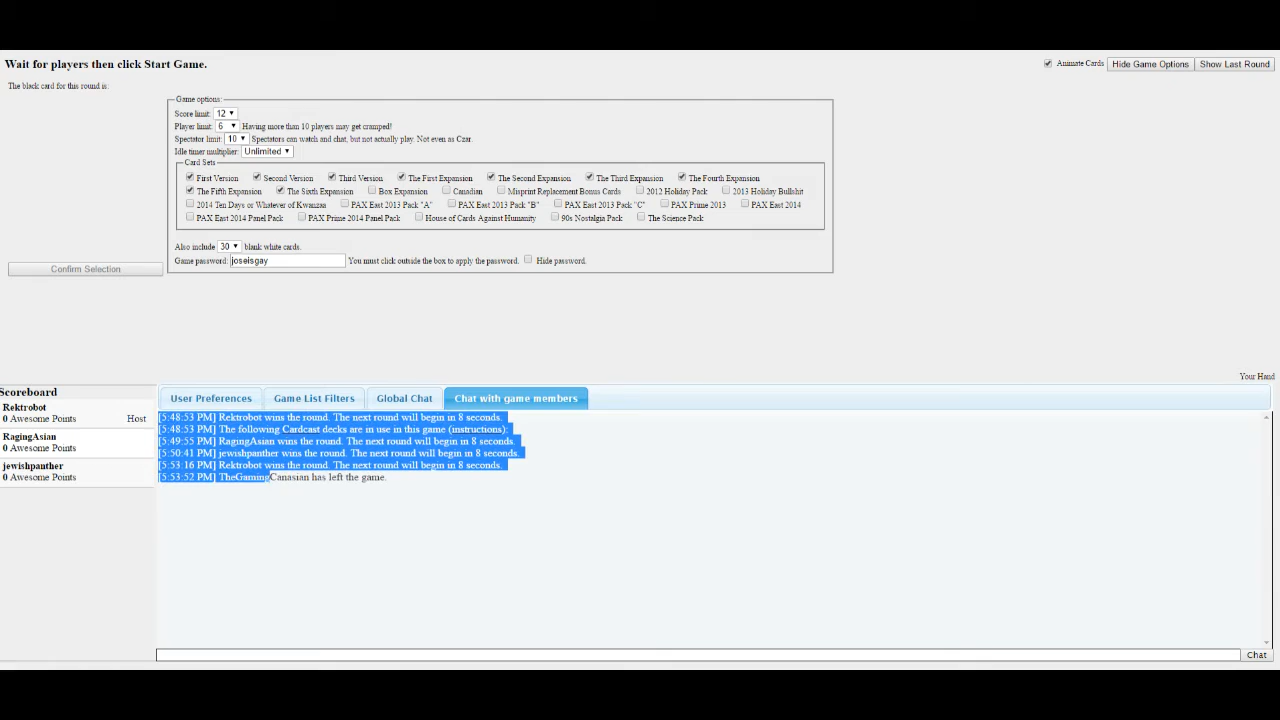 Wait for players then click Start Game.
Animate Cards Hide Game Options Show Last Round
The black card for this round is:
Game options:
Score limit: 12
Player limit: 6 Having more than 10 players may get cramped!
Spectator limit: 10 Spectators can watch and chat, but not actually play. Not even as Czar.
Idle timer multiplier: Unlimited
Card Sets
First Version Second Version Third Version The First Expansion The Second Expansion The Third Expansion The Fourth Expansion
The Fifth Expansion The Sixth Expansion Box Expansion Canadian Misprint Replacement Bonus Cards 2012 Holiday Pack 2013 Holiday Bullshit
2014 Ten Days or Whatever of Kwanzaa PAX East 2013 Pack "A" PAX East 2013 Pack "B" PAX East 2013 Pack "C" PAX Prime 2013 PAX East 2014
PAX East 2014 Panel Pack PAX Prime 2014 Panel Pack House of Cards Against Humanity 90s Nostalgia Pack The Science Pack
Also include 30 blank white cards.
Game password: joseisgay You must click outside the box to apply the password. Hide password.
Confirm Selection
Your Hand
Scoreboard
Rektrobot
0 Awesome Points Host
RagingAsian
0 Awesome Points
jewishpanther
0 Awesome Points
User Preferences Game List Filters Global Chat Chat with game members
[5:48:53 PM] Rektrobot wins the round. The next round will begin in 8 seconds.
[5:48:53 PM] The following Cardcast decks are in use in this game (instructions):
[5:49:55 PM] RagingAsian wins the round. The next round will begin in 8 seconds.
[5:50:41 PM] jewishpanther wins the round. The next round will begin in 8 seconds.
[5:53:16 PM] Rektrobot wins the round. The next round will begin in 8 seconds.
[5:53:52 PM] TheGamingCanasian has left the game.
Chat